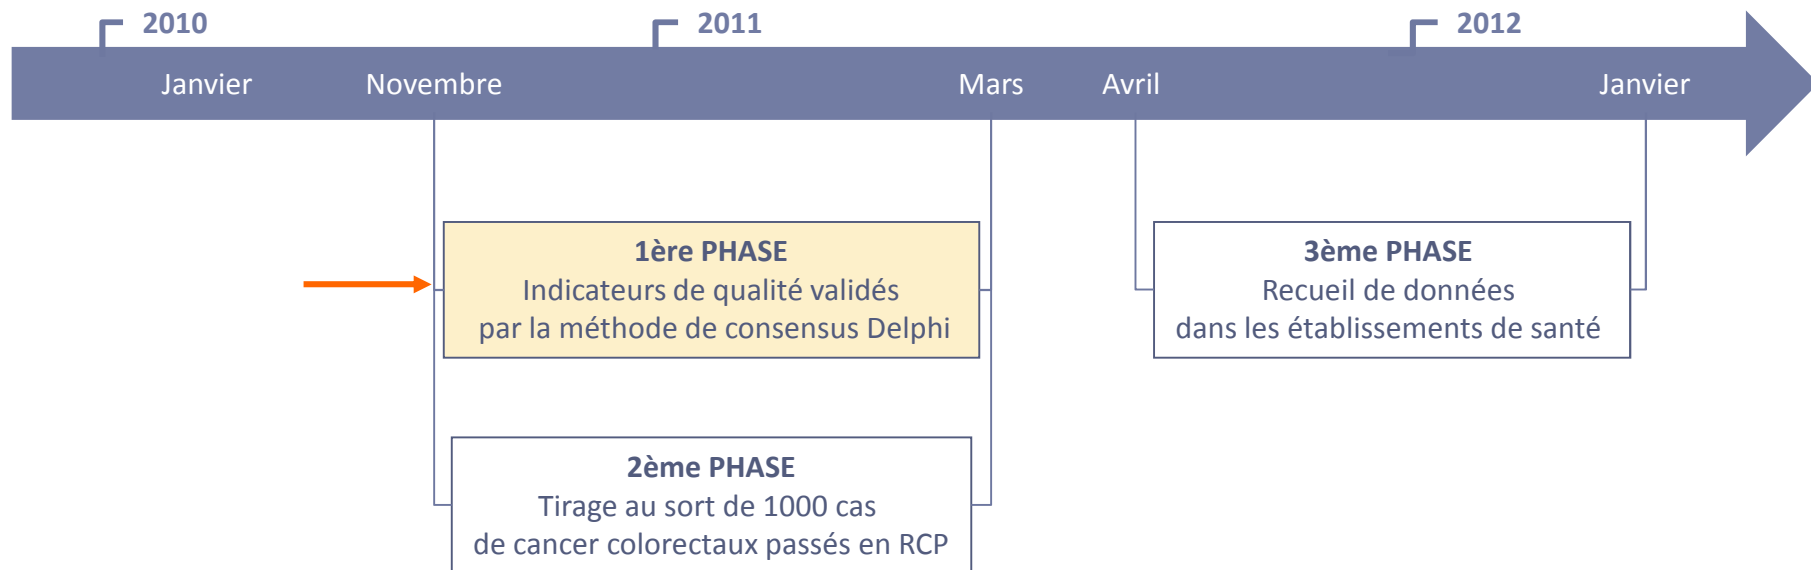 2010
2011
2012
Janvier
Novembre
Mars
Avril
Janvier
1ère PHASE
Indicateurs de qualité validés
par la méthode de consensus Delphi
3ème PHASE
Recueil de données
dans les établissements de santé
2ème PHASE
Tirage au sort de 1000 cas
de cancer colorectaux passés en RCP